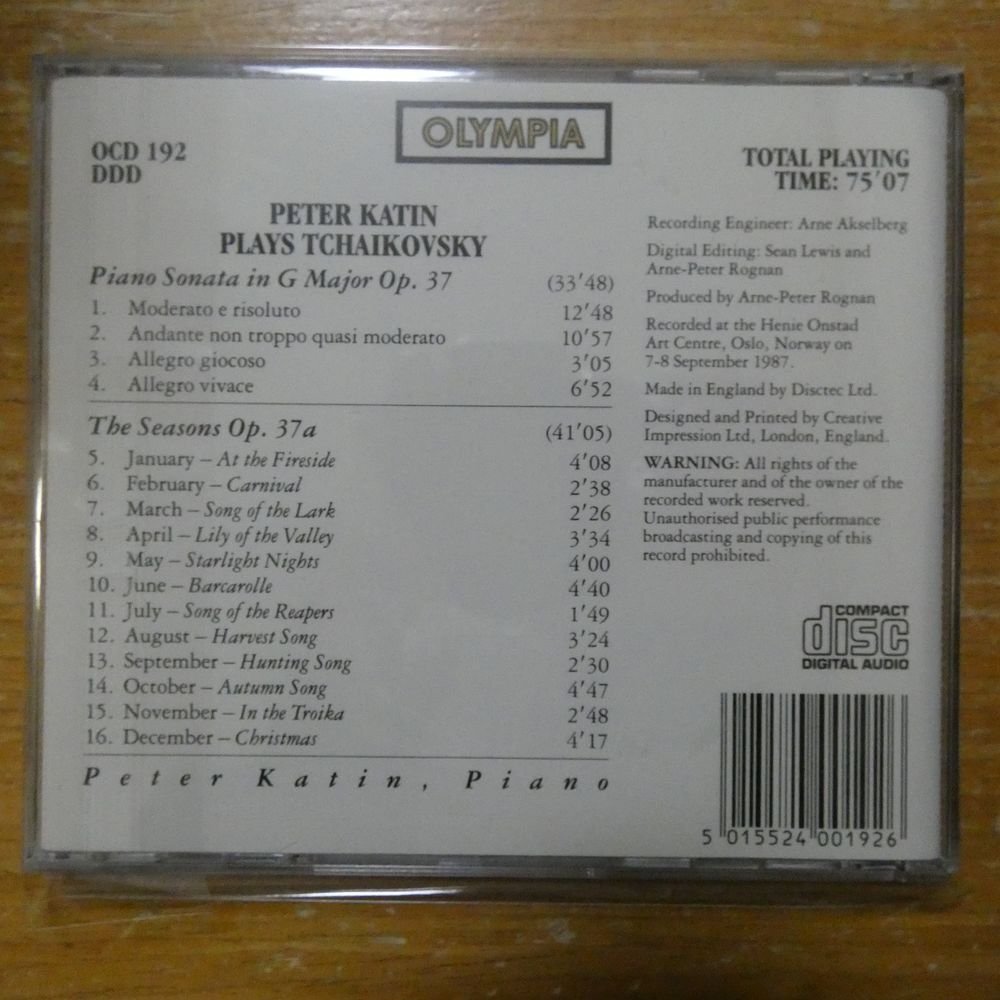 OLYMPIA
OCD 192
DDD
PETER KATIN
PLAYS TCHAIKOVSKY
Piano Sonata in G Major Op. 37 (33'48)
1. Moderato e risoluto 12'48
2. Andante non troppo quasi moderato 10'57
3. Allegro giocoso 3'05
4. Allegro vivace 6'52
The Seasons Op. 37a (41'05)
5. January – At the Fireside 4'08
6. February – Carnival 2'38
7. March – Song of the Lark 2'26
8. April – Lily of the Valley 3'34
9. May – Starlight Nights 4'00
10. June – Barcarolle 4'40
11. July – Song of the Reapers 1'49
12. August – Harvest Song 3'24
13. September – Hunting Song 2'30
14. October – Autumn Song 4'47
15. November – In the Troika 2'48
16. December – Christmas 4'17
Peter Katin, Piano
TOTAL PLAYING
TIME: 75'07
Recording Engineer: Arne Akselberg
Digital Editing: Sean Lewis and
Arne-Peter Rognan
Produced by Arne-Peter Rognan
Recorded at the Henie Onstad
Art Centre, Oslo, Norway on
7-8 September 1987.
Made in England by Disctec Ltd.
Designed and Printed by Creative
Impression Ltd, London, England.
WARNING: All rights of the
manufacturer and of the owner of the
recorded work reserved.
Unauthorised public performance
broadcasting and copying of this
record prohibited.
COMPACT
disc
DIGITAL AUDIO
5 015524 001926